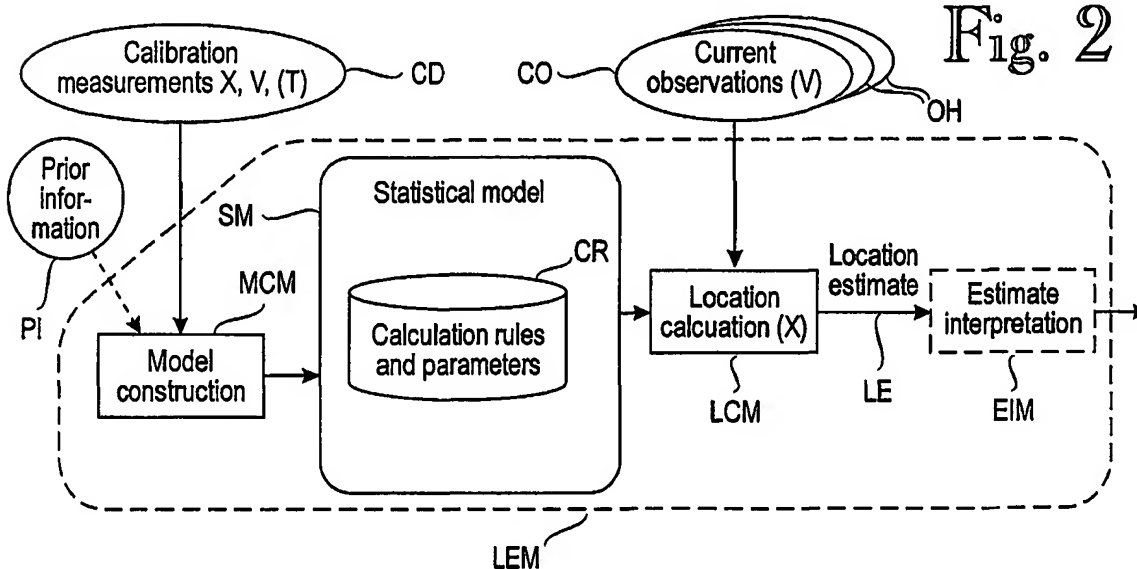 Fig. 2
Calibration
measurements X, V, (T)
CD
CO
Current
observations (V)
OH
Prior
infor-
mation
PI
SM
Statistical model
CR
Calculation rules
and parameters
MCM
Model
construction
Location
calcuation (X)
LCM
Location
estimate
LE
Estimate
interpretation
EIM
LEM